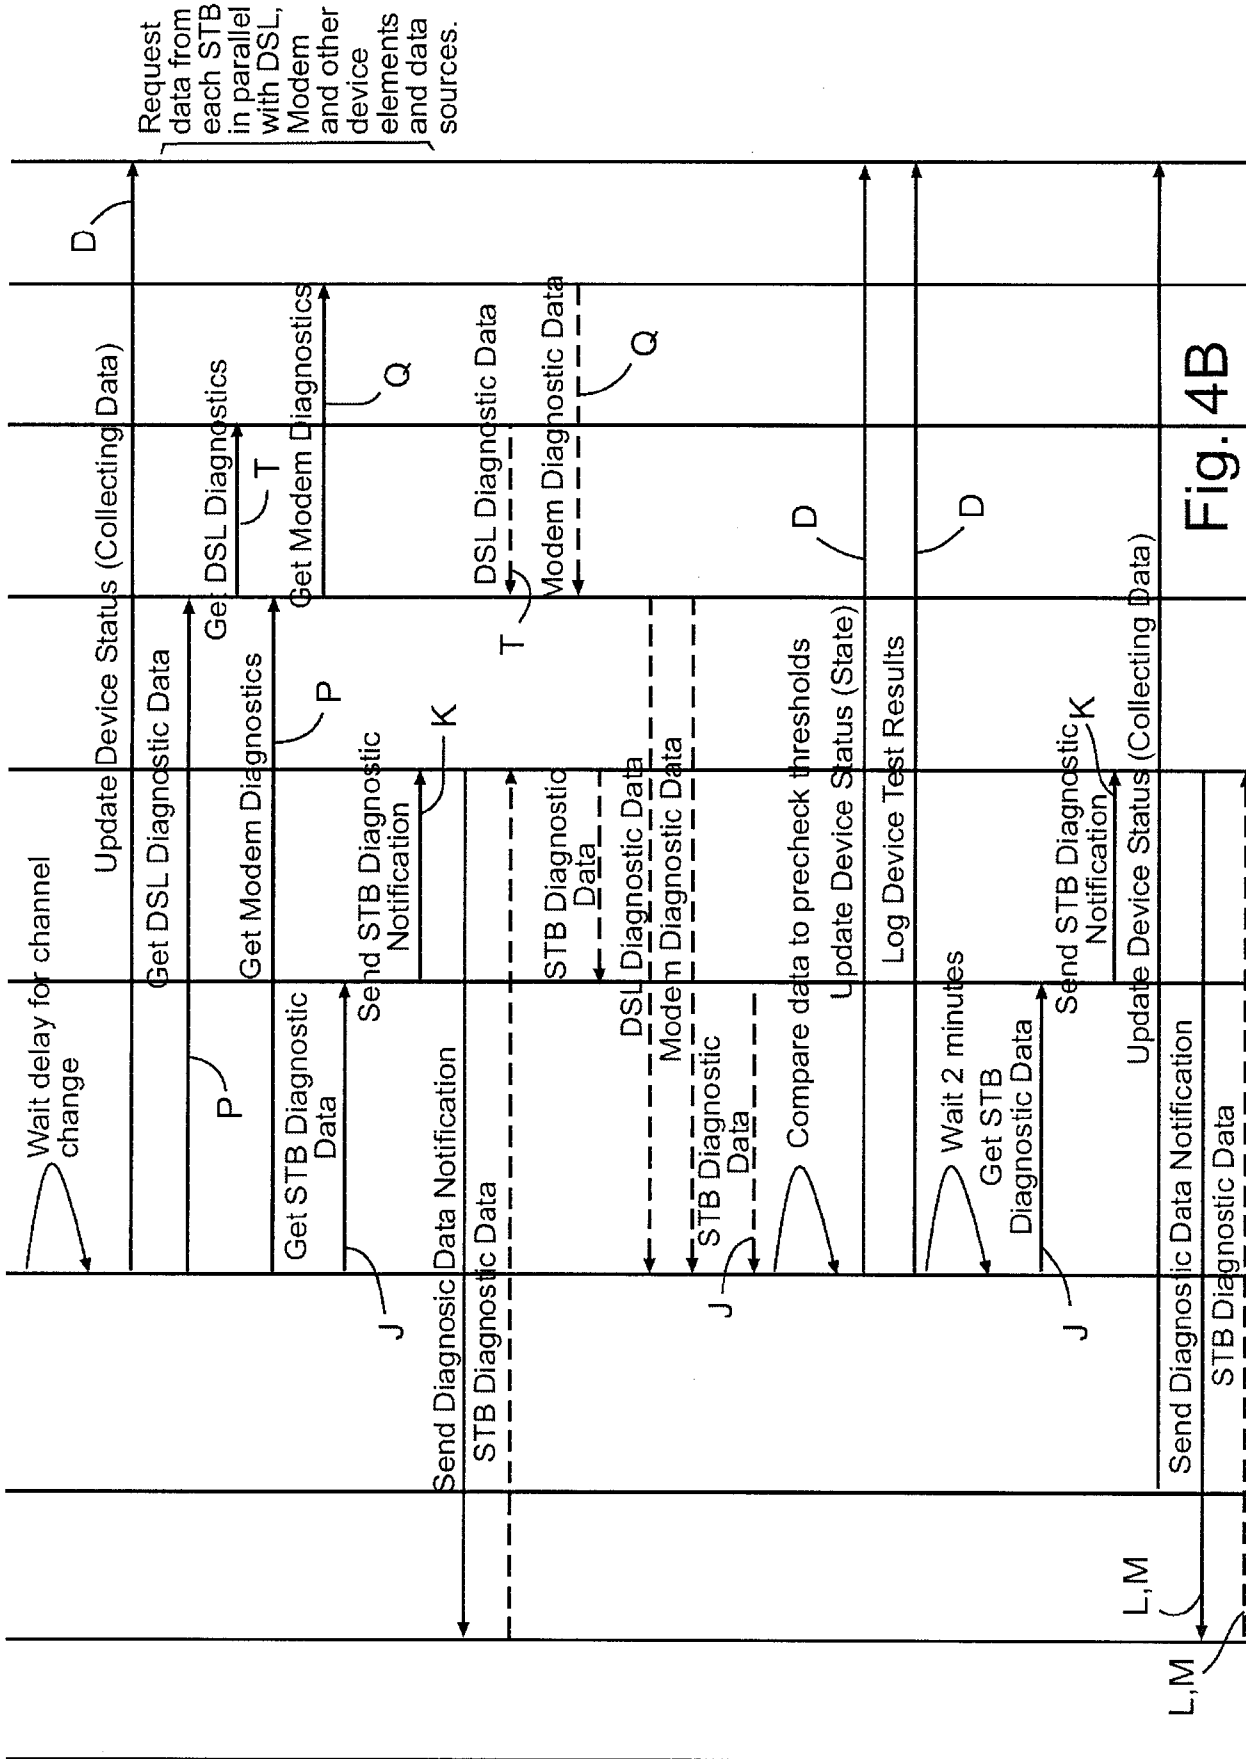 Wait delay for channel
change
Update Device Status (Collecting Data)
D
Request
data from
each STB
in parallel
with DSL,
Modem
and other
device
elements
and data
sources.
Get DSL Diagnostic Data
P
Get DSL Diagnostics
T
Get Modem Diagnostics
P
Get Modem Diagnostics
Q
Get STB Diagnostic
Data
J
Send STB Diagnostic
Notification
K
Send Diagnosic Data Notification
STB Diagnostic Data
DSL Diagnostic Data
T
Modem Diagnostic Data
Q
STB Diagnostic
Data
DSL Diagnostic Data
Modem Diagnostic Data
STB Diagnostic
Data
J
Compare data to precheck thresholds
Update Device Status (State)
D
Log Device Test Results
D
Wait 2 minutes
Get STB
Diagnostic Data
J
Send STB Diagnostic
Notification
K
Update Device Status (Collecting Data)
Send Diagnostic Data Notification
L,M
STB Diagnostic Data
L,M
Fig. 4B